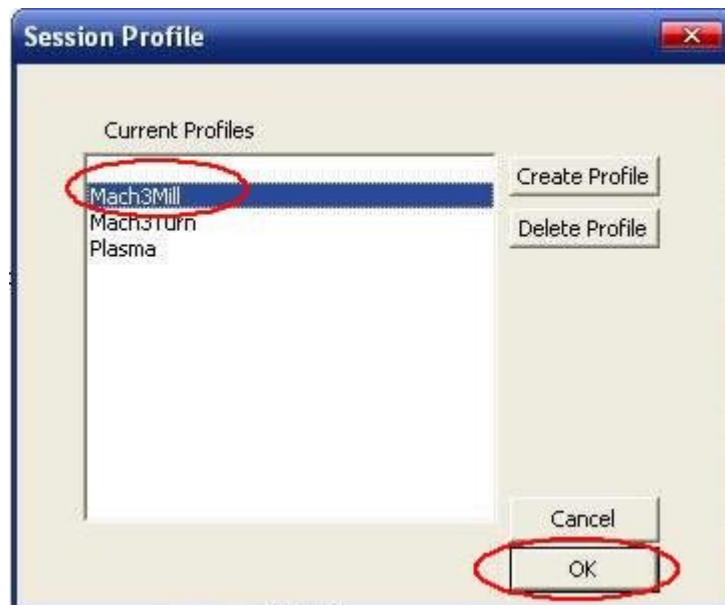 Session Profile
Current Profiles
Mach3Mill
Mach3Turn
Plasma
Create Profile
Delete Profile
Cancel
OK